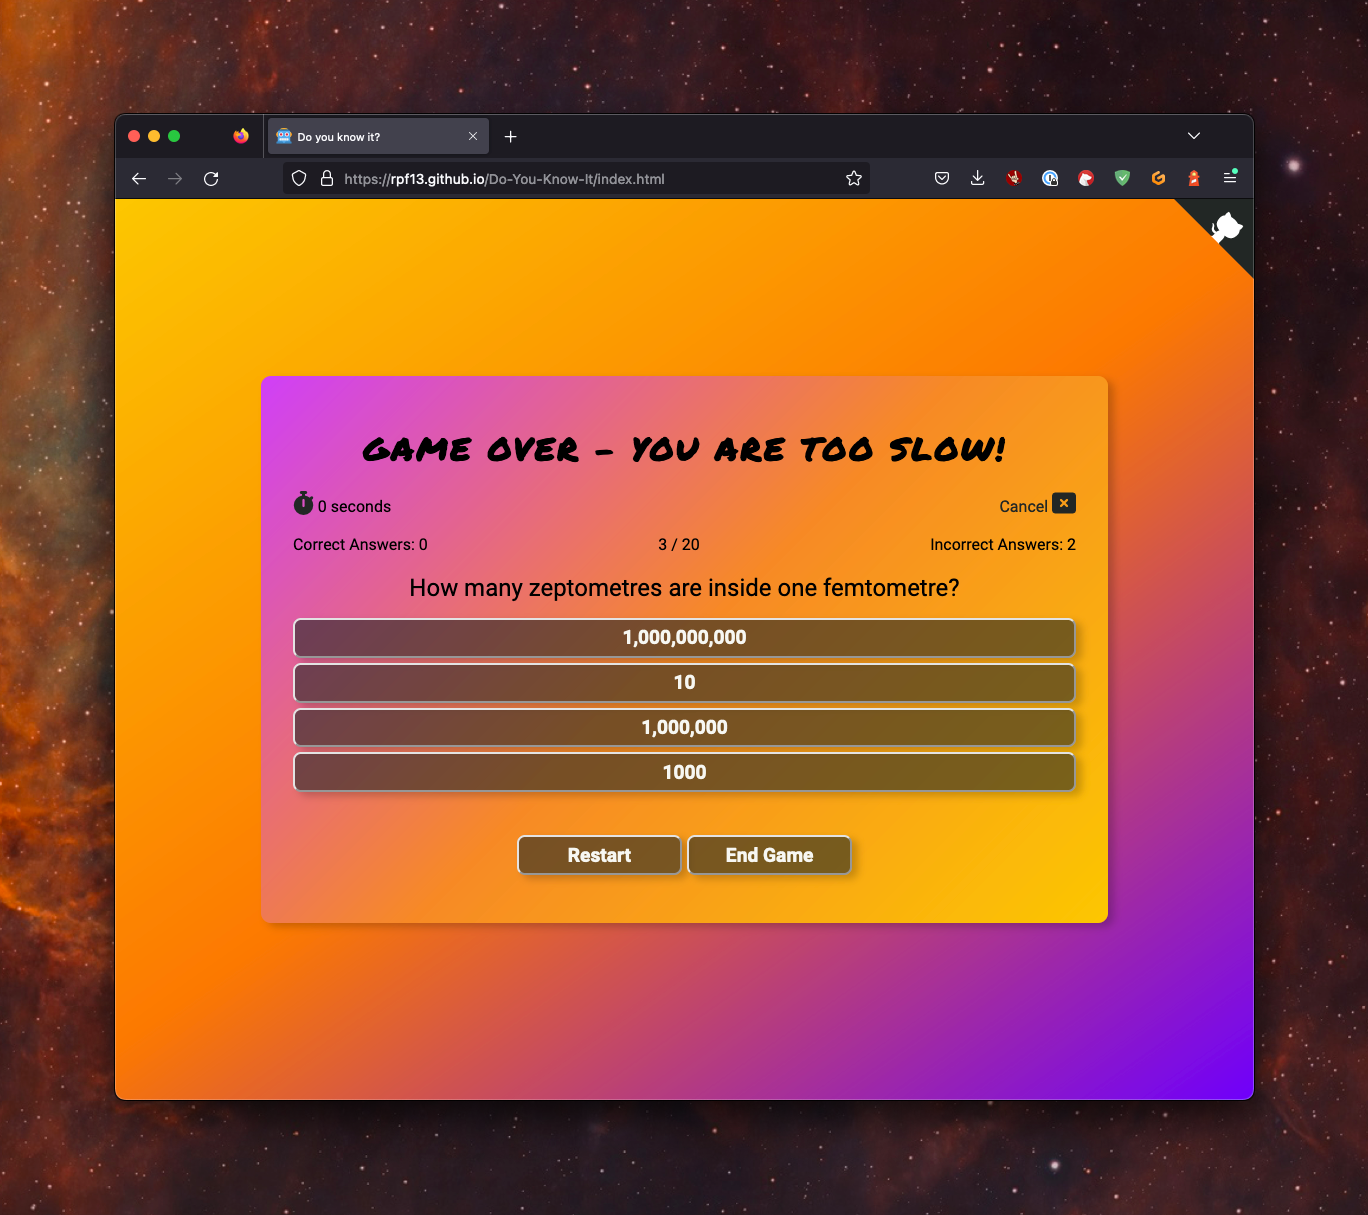 Do you know it?
https://rpf13.github.io/Do-You-Know-It/index.html
GAME OVER - YOU ARE TOO SLOW!
0 seconds
Cancel
Correct Answers: 0
3 / 20
Incorrect Answers: 2
How many zeptometres are inside one femtometre?
1,000,000,000
10
1,000,000
1000
Restart
End Game